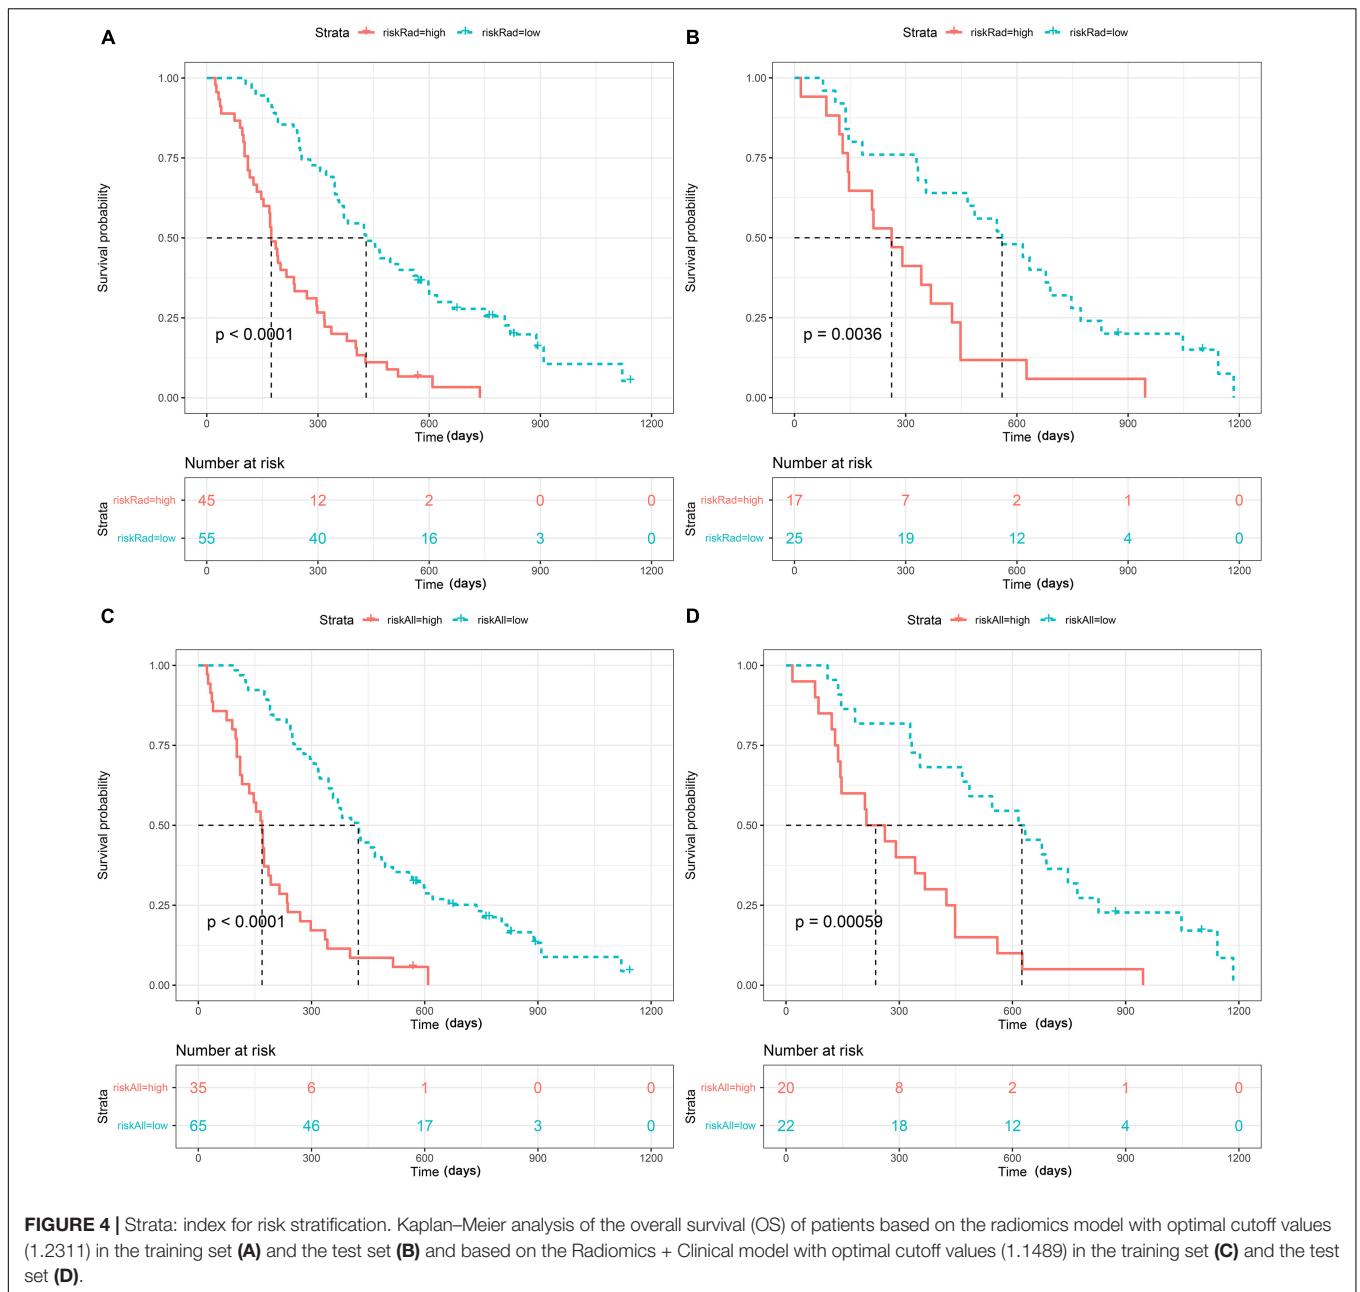 A
Strata riskRad=high riskRad=low
1.00
0.75
0.50
0.25
0.00
Survival probability
p < 0.0001
0 300 600 900 1200
Time (days)
Number at risk
Strata
riskRad=high 45 12 2 0 0
riskRad=low 55 40 16 3 0
0 300 600 900 1200
Time (days)
B
Strata riskRad=high riskRad=low
1.00
0.75
0.50
0.25
0.00
Survival probability
p = 0.0036
0 300 600 900 1200
Time (days)
Number at risk
Strata
riskRad=high 17 7 2 1 0
riskRad=low 25 19 12 4 0
0 300 600 900 1200
Time (days)
C
Strata riskAll=high riskAll=low
1.00
0.75
0.50
0.25
0.00
Survival probability
p < 0.0001
0 300 600 900 1200
Time (days)
Number at risk
Strata
riskAll=high 35 6 1 0 0
riskAll=low 65 46 17 3 0
0 300 600 900 1200
Time (days)
D
Strata riskAll=high riskAll=low
1.00
0.75
0.50
0.25
0.00
Survival probability
p = 0.00059
0 300 600 900 1200
Time (days)
Number at risk
Strata
riskAll=high 20 8 2 1 0
riskAll=low 22 18 12 4 0
0 300 600 900 1200
Time (days)
FIGURE 4 | Strata: index for risk stratification. Kaplan–Meier analysis of the overall survival (OS) of patients based on the radiomics model with optimal cutoff values
(1.2311) in the training set (A) and the test set (B) and based on the Radiomics + Clinical model with optimal cutoff values (1.1489) in the training set (C) and the test
set (D).